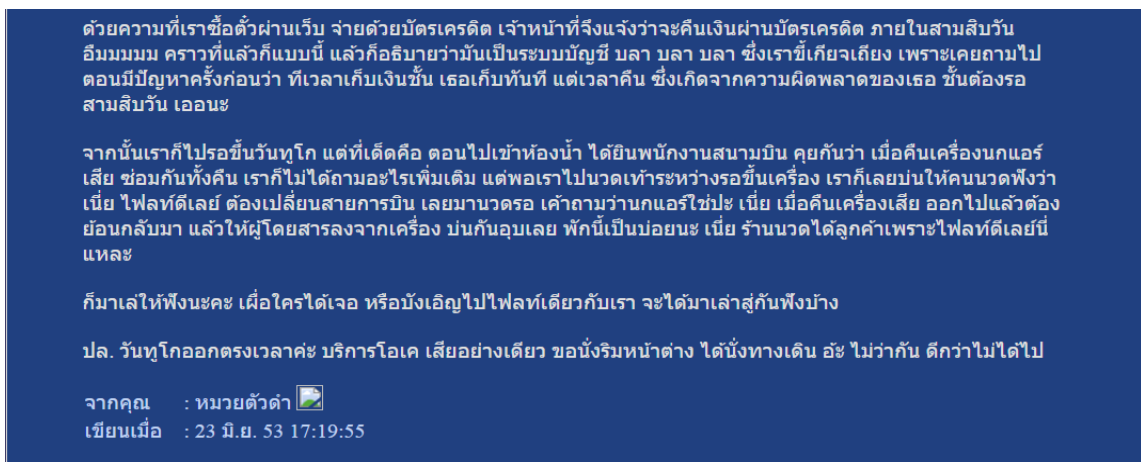 ด้วยความที่เราซื้อตั๋วผ่านเว็บ จ่ายด้วยบัตรเครดิต เจ้าหน้าที่จึงแจ้งว่าจะคืนเงินผ่านบัตรเครดิต ภายในสามสิบวัน
อืมมมมม คราวที่แล้วก็แบบนี้ แล้วก็อธิบายว่ามันเป็นระบบบัญชี บลา บลา บลา ซึ่งเราขี้เกียจเถียง เพราะเคยถามไป
ตอนมีปัญหาครั้งก่อนว่า ทีเวลาเก็บเงินชั้น เธอเก็บทันที แต่เวลาคืน ซึ่งเกิดจากความผิดพลาดของเธอ ชั้นต้องรอ
สามสิบวัน เออนะ
จากนั้นเราก็ไปรอขึ้นวันทูโก แต่ที่เด็ดคือ ตอนไปเข้าห้องน้ำ ได้ยินพนักงานสนามบิน คุยกันว่า เมื่อคืนเครื่องนกแอร์
เสีย ซ่อมกันทั้งคืน เราก็ไม่ได้ถามอะไรเพิ่มเติม แต่พอเราไปนวดเท้าระหว่างรอขึ้นเครื่อง เราก็เลยบ่นให้คนนวดฟังว่า
เนี่ย ไฟลท์ดีเลย์ ต้องเปลี่ยนสายการบิน เลยมานวดรอ เค้าถามว่านกแอร์ใช่ปะ เนี่ย เมื่อคืนเครื่องเสีย ออกไปแล้วต้อง
ย้อนกลับมา แล้วให้ผู้โดยสารลงจากเครื่อง บ่นกันอุบเลย พักนี้เป็นบ่อยนะ เนี่ย ร้านนวดได้ลูกค้าเพราะไฟลท์ดีเลย์นี่
แหละ
ก็มาเล่ให้ฟังนะคะ เผื่อใครได้เจอ หรือบังเอิญไปไฟลท์เดียวกับเรา จะได้มาเล่าสู่กันฟังบ้าง
ปล. วันทูโกออกตรงเวลาค่ะ บริการโอเค เสียอย่างเดียว ขอนั่งริมหน้าต่าง ได้นั่งทางเดิน อ้ะ ไม่ว่ากัน ดีกว่าไม่ได้ไป
จากคุณ : หมวยตัวดำ
เขียนเมื่อ : 23 มิ.ย. 53 17:19:55